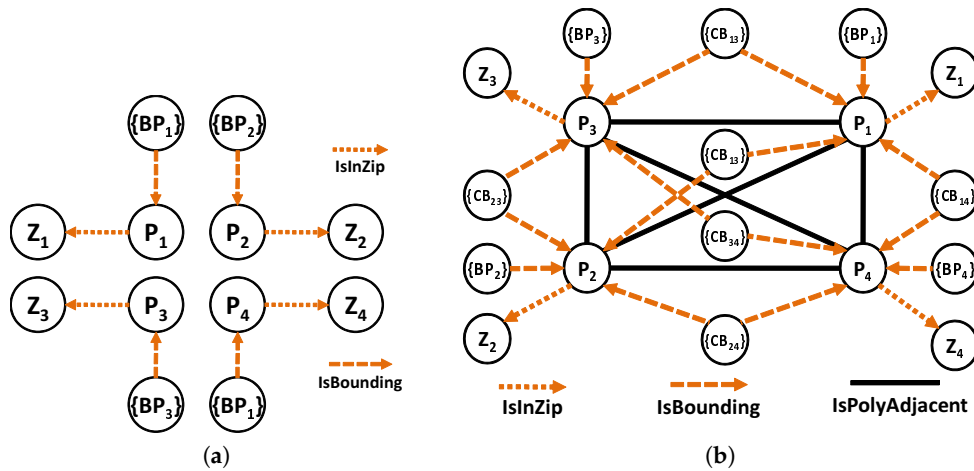 {BP₁} {BP₂}
IsInZip
Z₁ P₁ P₂ Z₂
Z₃ P₃ P₄ Z₄
IsBounding
{BP₃} {BP₁}
(a)
{BP₃} {CB₁₃} {BP₁}
Z₃ Z₁
P₃ P₁
{CB₁₃}
{CB₂₃} {CB₁₄}
{CB₃₄}
{BP₂} P₂ P₄ {BP₄}
Z₂ {CB₂₄} Z₄
IsInZip IsBounding IsPolyAdjacent
(b)